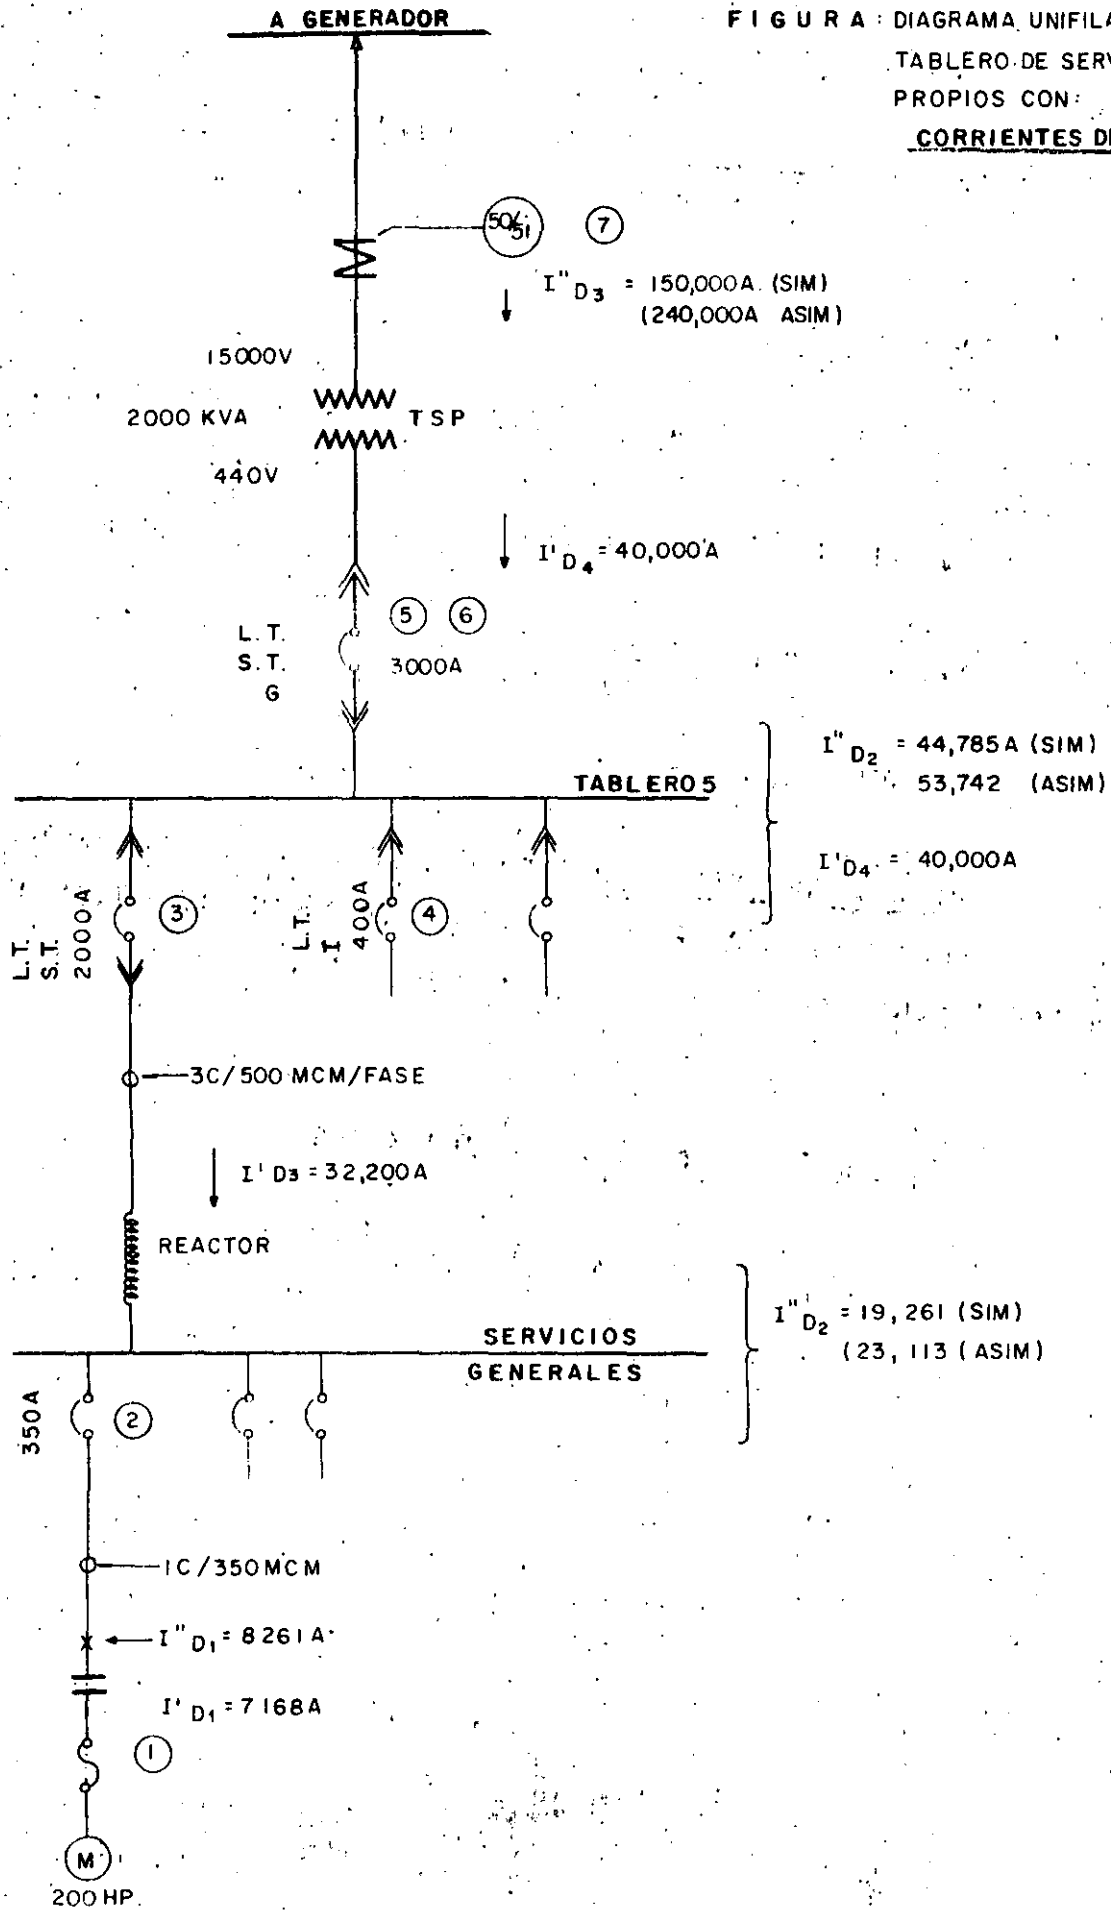 A GENERADOR
FIGURA: DIAGRAMA UNIFILA
TABLERO DE SERV
PROPIOS CON:
CORRIENTES DE
50/51
7
I"D3 = 150,000A. (SIM)
(240,000A ASIM)
15000V
2000 KVA
TSP
440V
I'D4 = 40,000A
5
6
L.T.
S.T.
G
3000A
I"D2 = 44,785A (SIM)
53,742 (ASIM)
TABLERO 5
I'D4 = 40,000A
L.T.
S.T.
2000A
3
L.T.
I
400A
4
3C/500 MCM/FASE
I'D3 = 32,200A
REACTOR
I"D2 = 19,261 (SIM)
(23,113 (ASIM)
SERVICIOS
GENERALES
350A
2
1C/350MCM
I"D1 = 8261A
I'D1 = 7168A
1
M
200 HP.